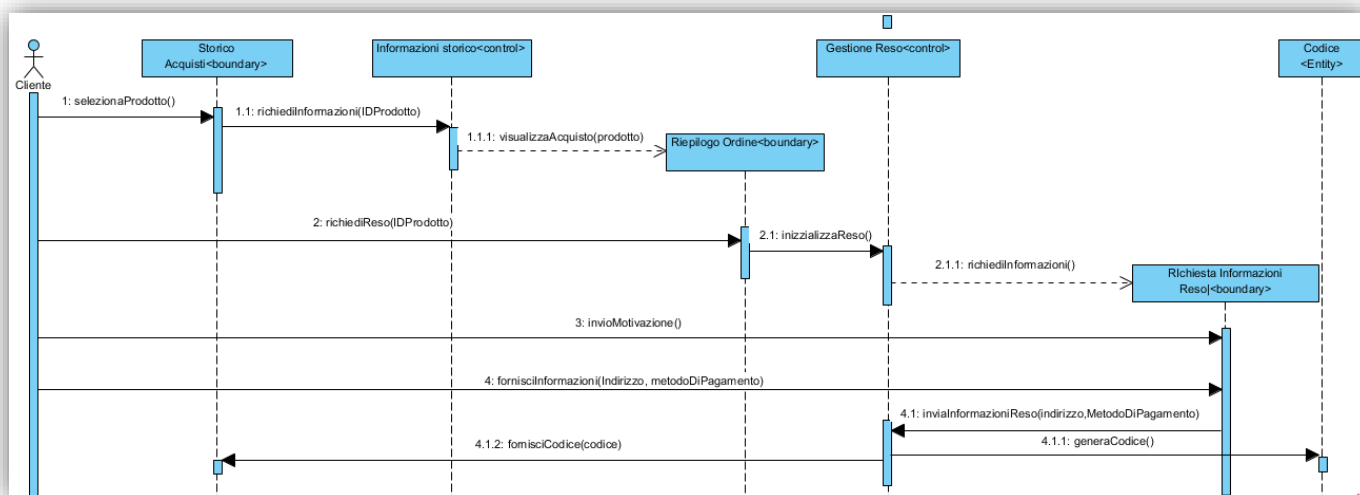 Storico
Acquisti<boundary>
Informazioni storico<control>
Gestione Reso<control>
Codice
<Entity>
Cliente
1: selezionaProdotto()
1.1: richiediInformazioni(IDProdotto)
1.1.1: visualizzaAcquisto(prodotto)
Riepilogo Ordine<boundary>
2: richiediReso(IDProdotto)
2.1: inizzializzaReso()
2.1.1: richiediInformazioni()
RIchiesta Informazioni
Reso|<boundary>
3: invioMotivazione()
4: fornisciInformazioni(Indirizzo, metodoDiPagamento)
4.1: inviaInformazioniReso(indirizzo,MetodoDiPagamento)
4.1.1: generaCodice()
4.1.2: fornisciCodice(codice)